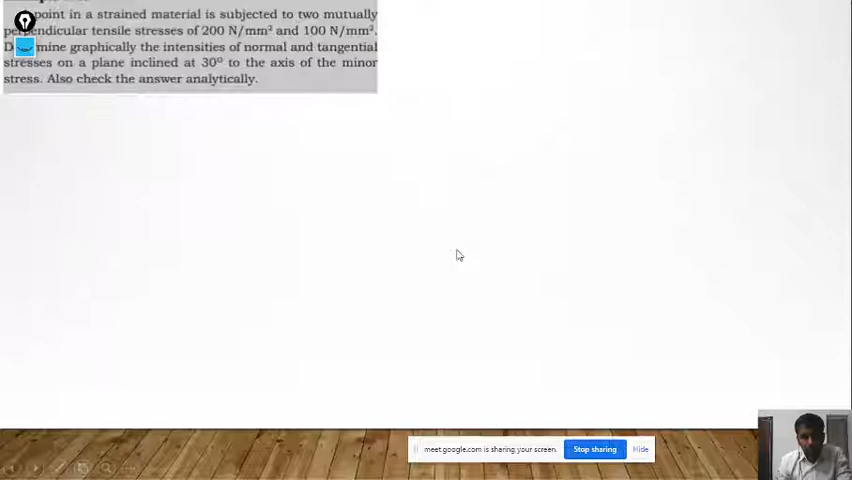 point in a strained material is subjected to two mutually
perpendicular tensile stresses of 200 N/mm² and 100 N/mm².
mine graphically the intensities of normal and tangential
stresses on a plane inclined at 30° to the axis of the minor
stress. Also check the answer analytically.
meet.google.com is sharing your screen.
Stop sharing
Hide